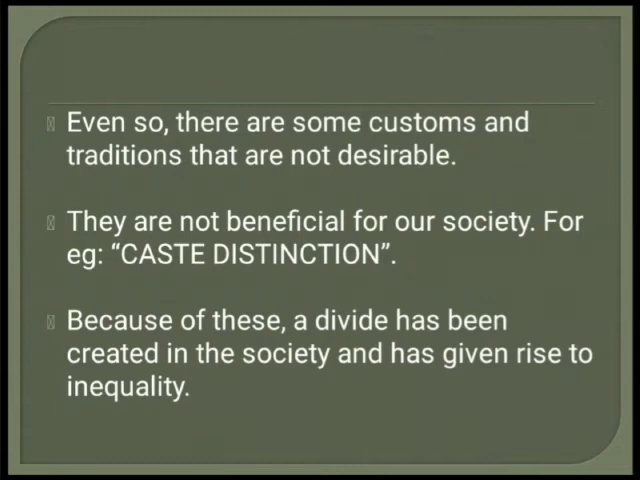 Even so, there are some customs and
traditions that are not desirable.
They are not beneficial for our society. For
eg: “CASTE DISTINCTION”.
Because of these, a divide has been
created in the society and has given rise to
inequality.